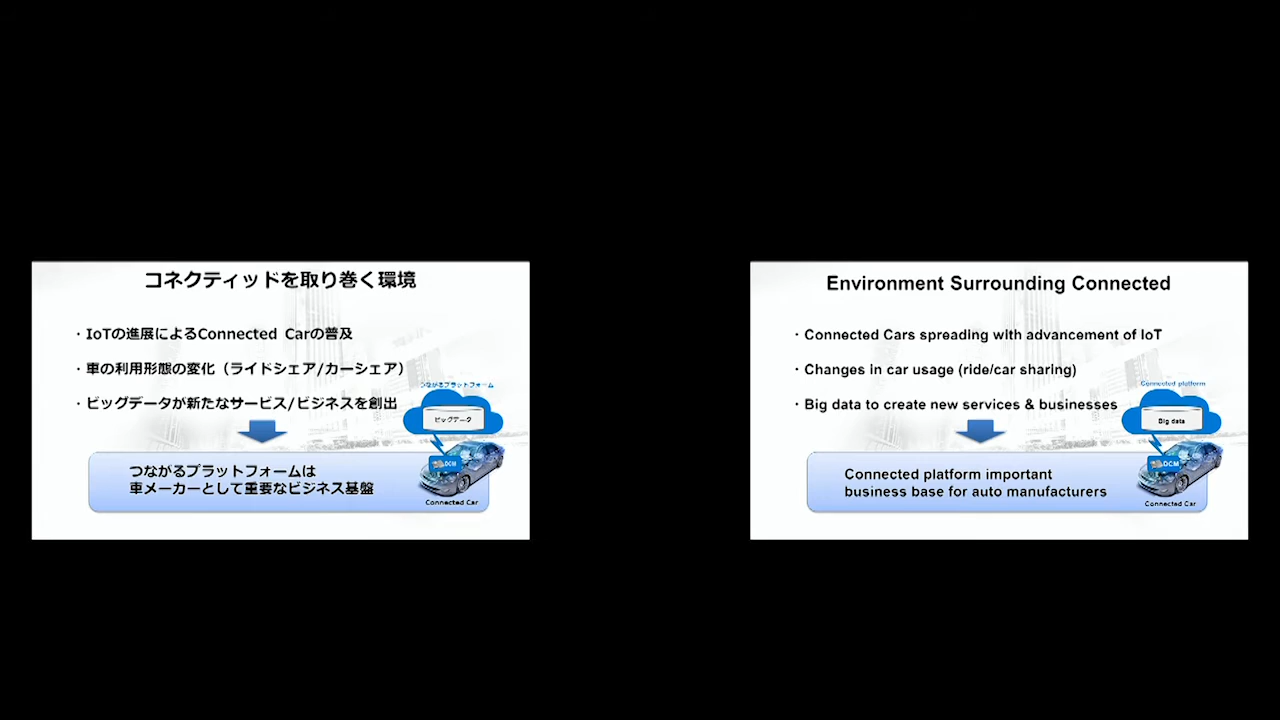 コネクティッドを取り巻く環境
・IoTの進展によるConnected Carの普及
・車の利用形態の変化（ライドシェア/カーシェア）
・ビッグデータが新たなサービス/ビジネスを創出
つながるプラットフォーム
ビッグデータ
DCM
Connected Car
つながるプラットフォームは
車メーカーとして重要なビジネス基盤
Environment Surrounding Connected
・Connected Cars spreading with advancement of IoT
・Changes in car usage (ride/car sharing)
・Big data to create new services & businesses
Connected platform
Big data
DCM
Connected Car
Connected platform important
business base for auto manufacturers